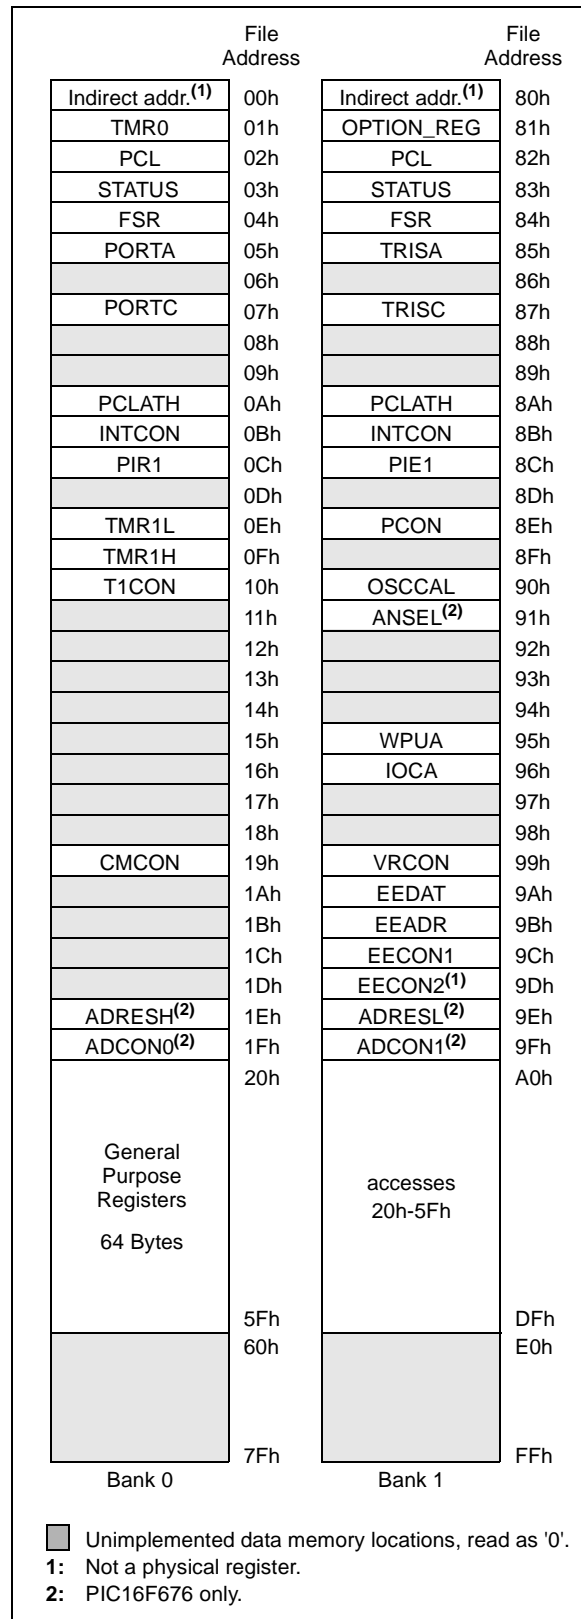 File Address File Address
Indirect addr.(1) 00h Indirect addr.(1) 80h
TMR0 01h OPTION_REG 81h
PCL 02h PCL 82h
STATUS 03h STATUS 83h
FSR 04h FSR 84h
PORTA 05h TRISA 85h
06h 86h
PORTC 07h TRISC 87h
08h 88h
09h 89h
PCLATH 0Ah PCLATH 8Ah
INTCON 0Bh INTCON 8Bh
PIR1 0Ch PIE1 8Ch
0Dh 8Dh
TMR1L 0Eh PCON 8Eh
TMR1H 0Fh 8Fh
T1CON 10h OSCCAL 90h
11h ANSEL(2) 91h
12h 92h
13h 93h
14h 94h
15h WPUA 95h
16h IOCA 96h
17h 97h
18h 98h
CMCON 19h VRCON 99h
1Ah EEDAT 9Ah
1Bh EEADR 9Bh
1Ch EECON1 9Ch
1Dh EECON2(1) 9Dh
ADRESH(2) 1Eh ADRESL(2) 9Eh
ADCON0(2) 1Fh ADCON1(2) 9Fh
20h A0h
General
Purpose
Registers
64 Bytes
accesses
20h-5Fh
5Fh DFh
60h E0h
7Fh FFh
Bank 0 Bank 1
Unimplemented data memory locations, read as '0'.
1: Not a physical register.
2: PIC16F676 only.